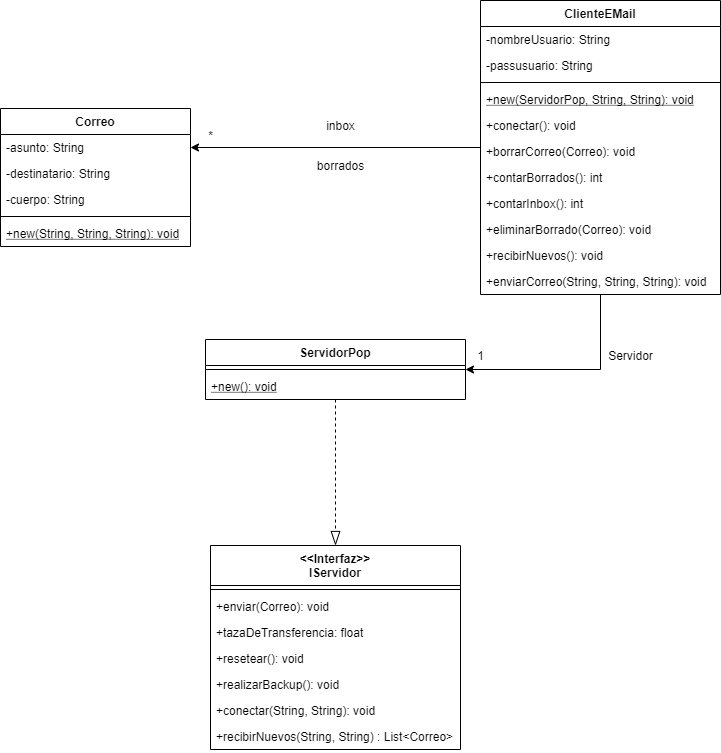 ClienteEMail
-nombreUsuario: String
-passusuario: String
+new(ServidorPop, String, String): void
+conectar(): void
+borrarCorreo(Correo): void
+contarBorrados(): int
+contarInbox(): int
+eliminarBorrado(Correo): void
+recibirNuevos(): void
+enviarCorreo(String, String, String): void
Correo
-asunto: String
-destinatario: String
-cuerpo: String
+new(String, String, String): void
*
inbox
borrados
ServidorPop
+new(): void
1
Servidor
<<Interfaz>>
IServidor
+enviar(Correo): void
+tazaDeTransferencia: float
+resetear(): void
+realizarBackup(): void
+conectar(String, String): void
+recibirNuevos(String, String) : List<Correo>